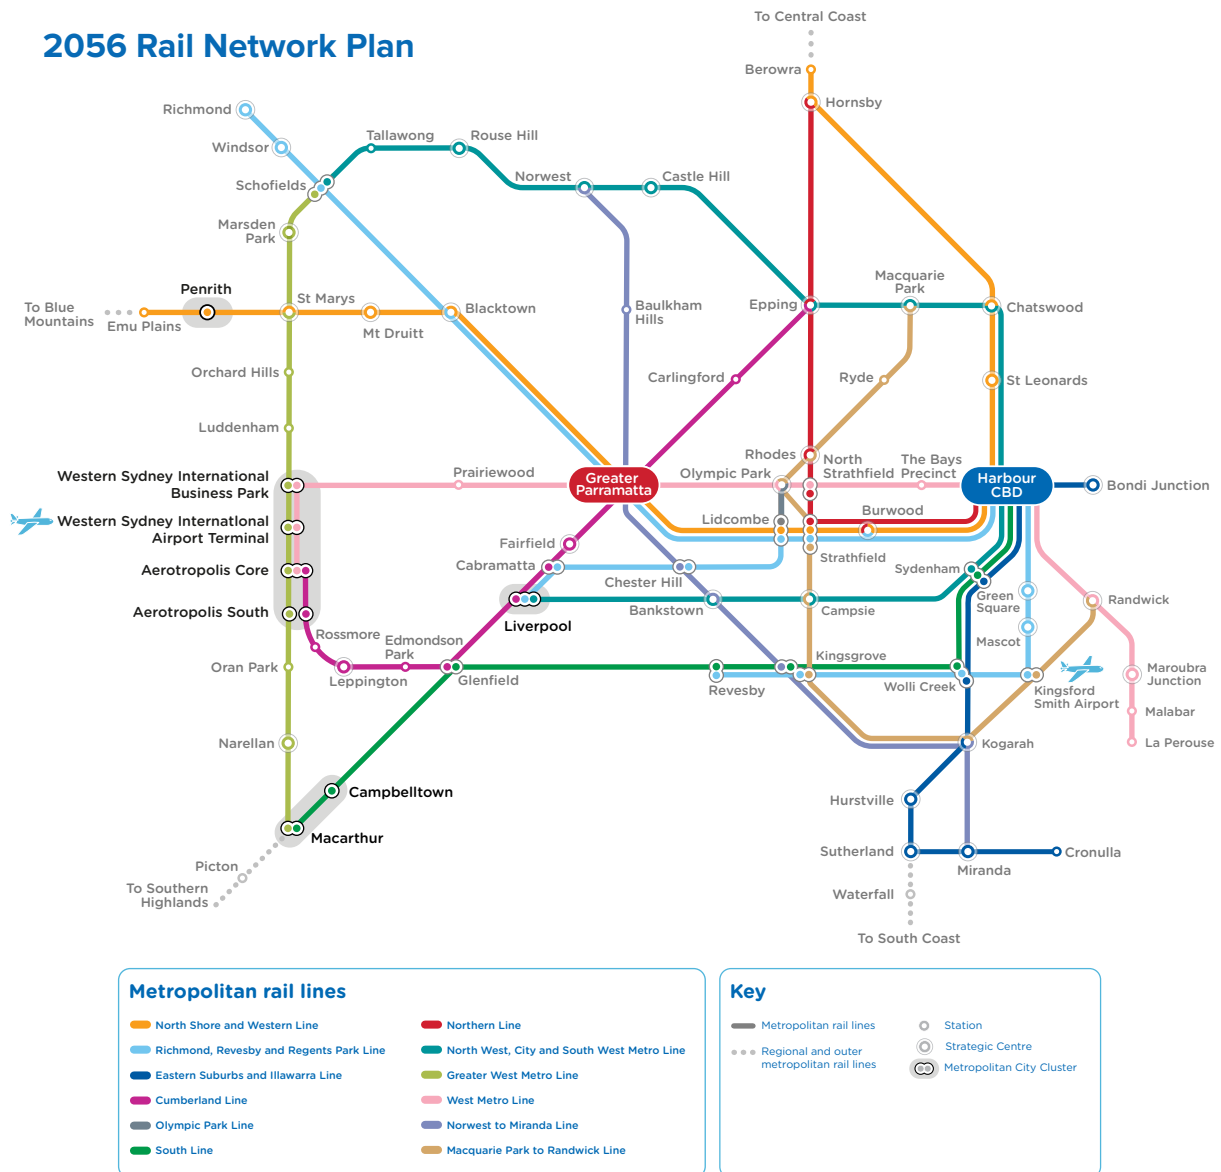 2056 Rail Network Plan
To Central Coast
Berowra
Hornsby
Richmond
Windsor
Schofields
Tallawong
Rouse Hill
Norwest
Castle Hill
Marsden
Park
Penrith
To Blue
Mountains
Emu Plains
St Marys
Mt Druitt
Blacktown
Baulkham
Hills
Epping
Macquarie
Park
Chatswood
Orchard Hills
Carlingford
Ryde
St Leonards
Luddenham
Western Sydney International
Business Park
Prairiewood
Greater
Parramatta
Rhodes
Olympic Park
North
Strathfield
The Bays
Precinct
Harbour
CBD
Bondi Junction
Western Sydney International
Airport Terminal
Lidcombe
Burwood
Fairfield
Strathfield
Aerotropolis Core
Cabramatta
Chester Hill
Sydenham
Green
Square
Aerotropolis South
Liverpool
Bankstown
Campsie
Randwick
Rossmore
Edmondson
Park
Mascot
Oran Park
Leppington
Glenfield
Revesby
Kingsgrove
Wolli Creek
Kingsford
Smith Airport
Maroubra
Junction
Malabar
Narellan
Kogarah
La Perouse
Campbelltown
Hurstville
Macarthur
Sutherland
Miranda
Cronulla
Picton
To Southern
Highlands
Waterfall
To South Coast
Metropolitan rail lines
North Shore and Western Line
Richmond, Revesby and Regents Park Line
Eastern Suburbs and Illawarra Line
Cumberland Line
Olympic Park Line
South Line
Northern Line
North West, City and South West Metro Line
Greater West Metro Line
West Metro Line
Norwest to Miranda Line
Macquarie Park to Randwick Line
Key
Metropolitan rail lines
Regional and outer
metropolitan rail lines
Station
Strategic Centre
Metropolitan City Cluster